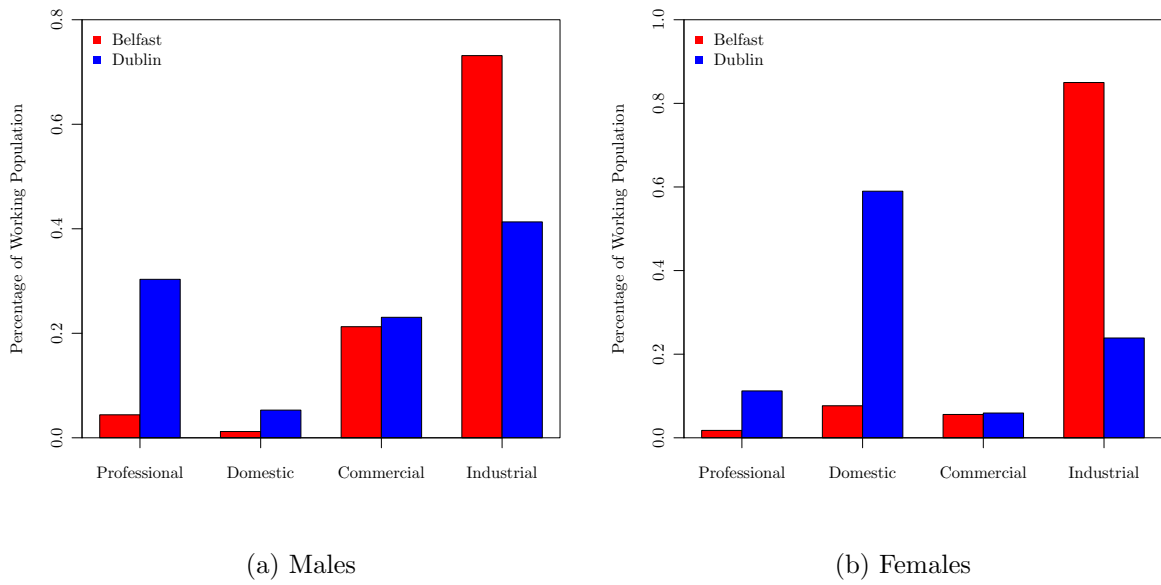 Belfast
Dublin
Percentage of Working Population
0.8
0.6
0.4
0.2
0.0
Professional Domestic Commercial Industrial
(a) Males
Belfast
Dublin
Percentage of Working Population
1.0
0.8
0.6
0.4
0.2
0.0
Professional Domestic Commercial Industrial
(b) Females